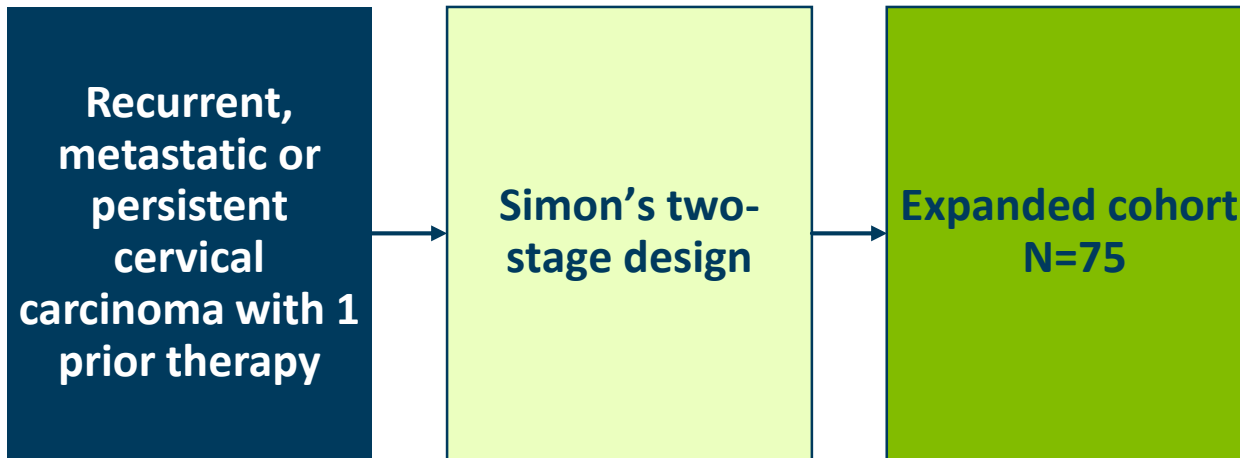 Recurrent,
metastatic or
persistent
cervical
carcinoma with 1
prior therapy
Simon’s two-
stage design
Expanded cohort
N=75